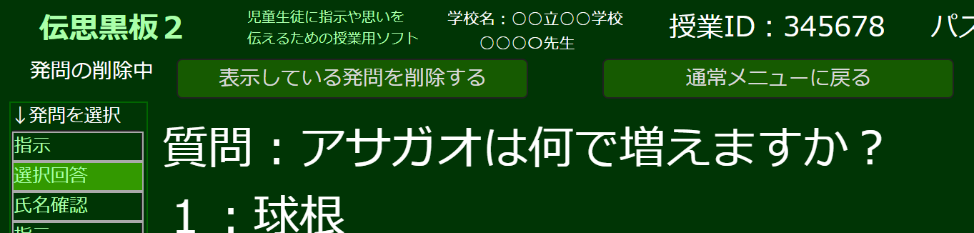 伝思黒板２
児童生徒に指示や思いを
伝えるための授業用ソフト
学校名：〇〇立〇〇学校
〇〇〇〇先生
授業ID：345678
パス
発問の削除中
表示している発問を削除する
通常メニューに戻る
↓発問を選択
指示
選択回答
氏名確認
指示
質問：アサガオは何で増えますか？
１：球根